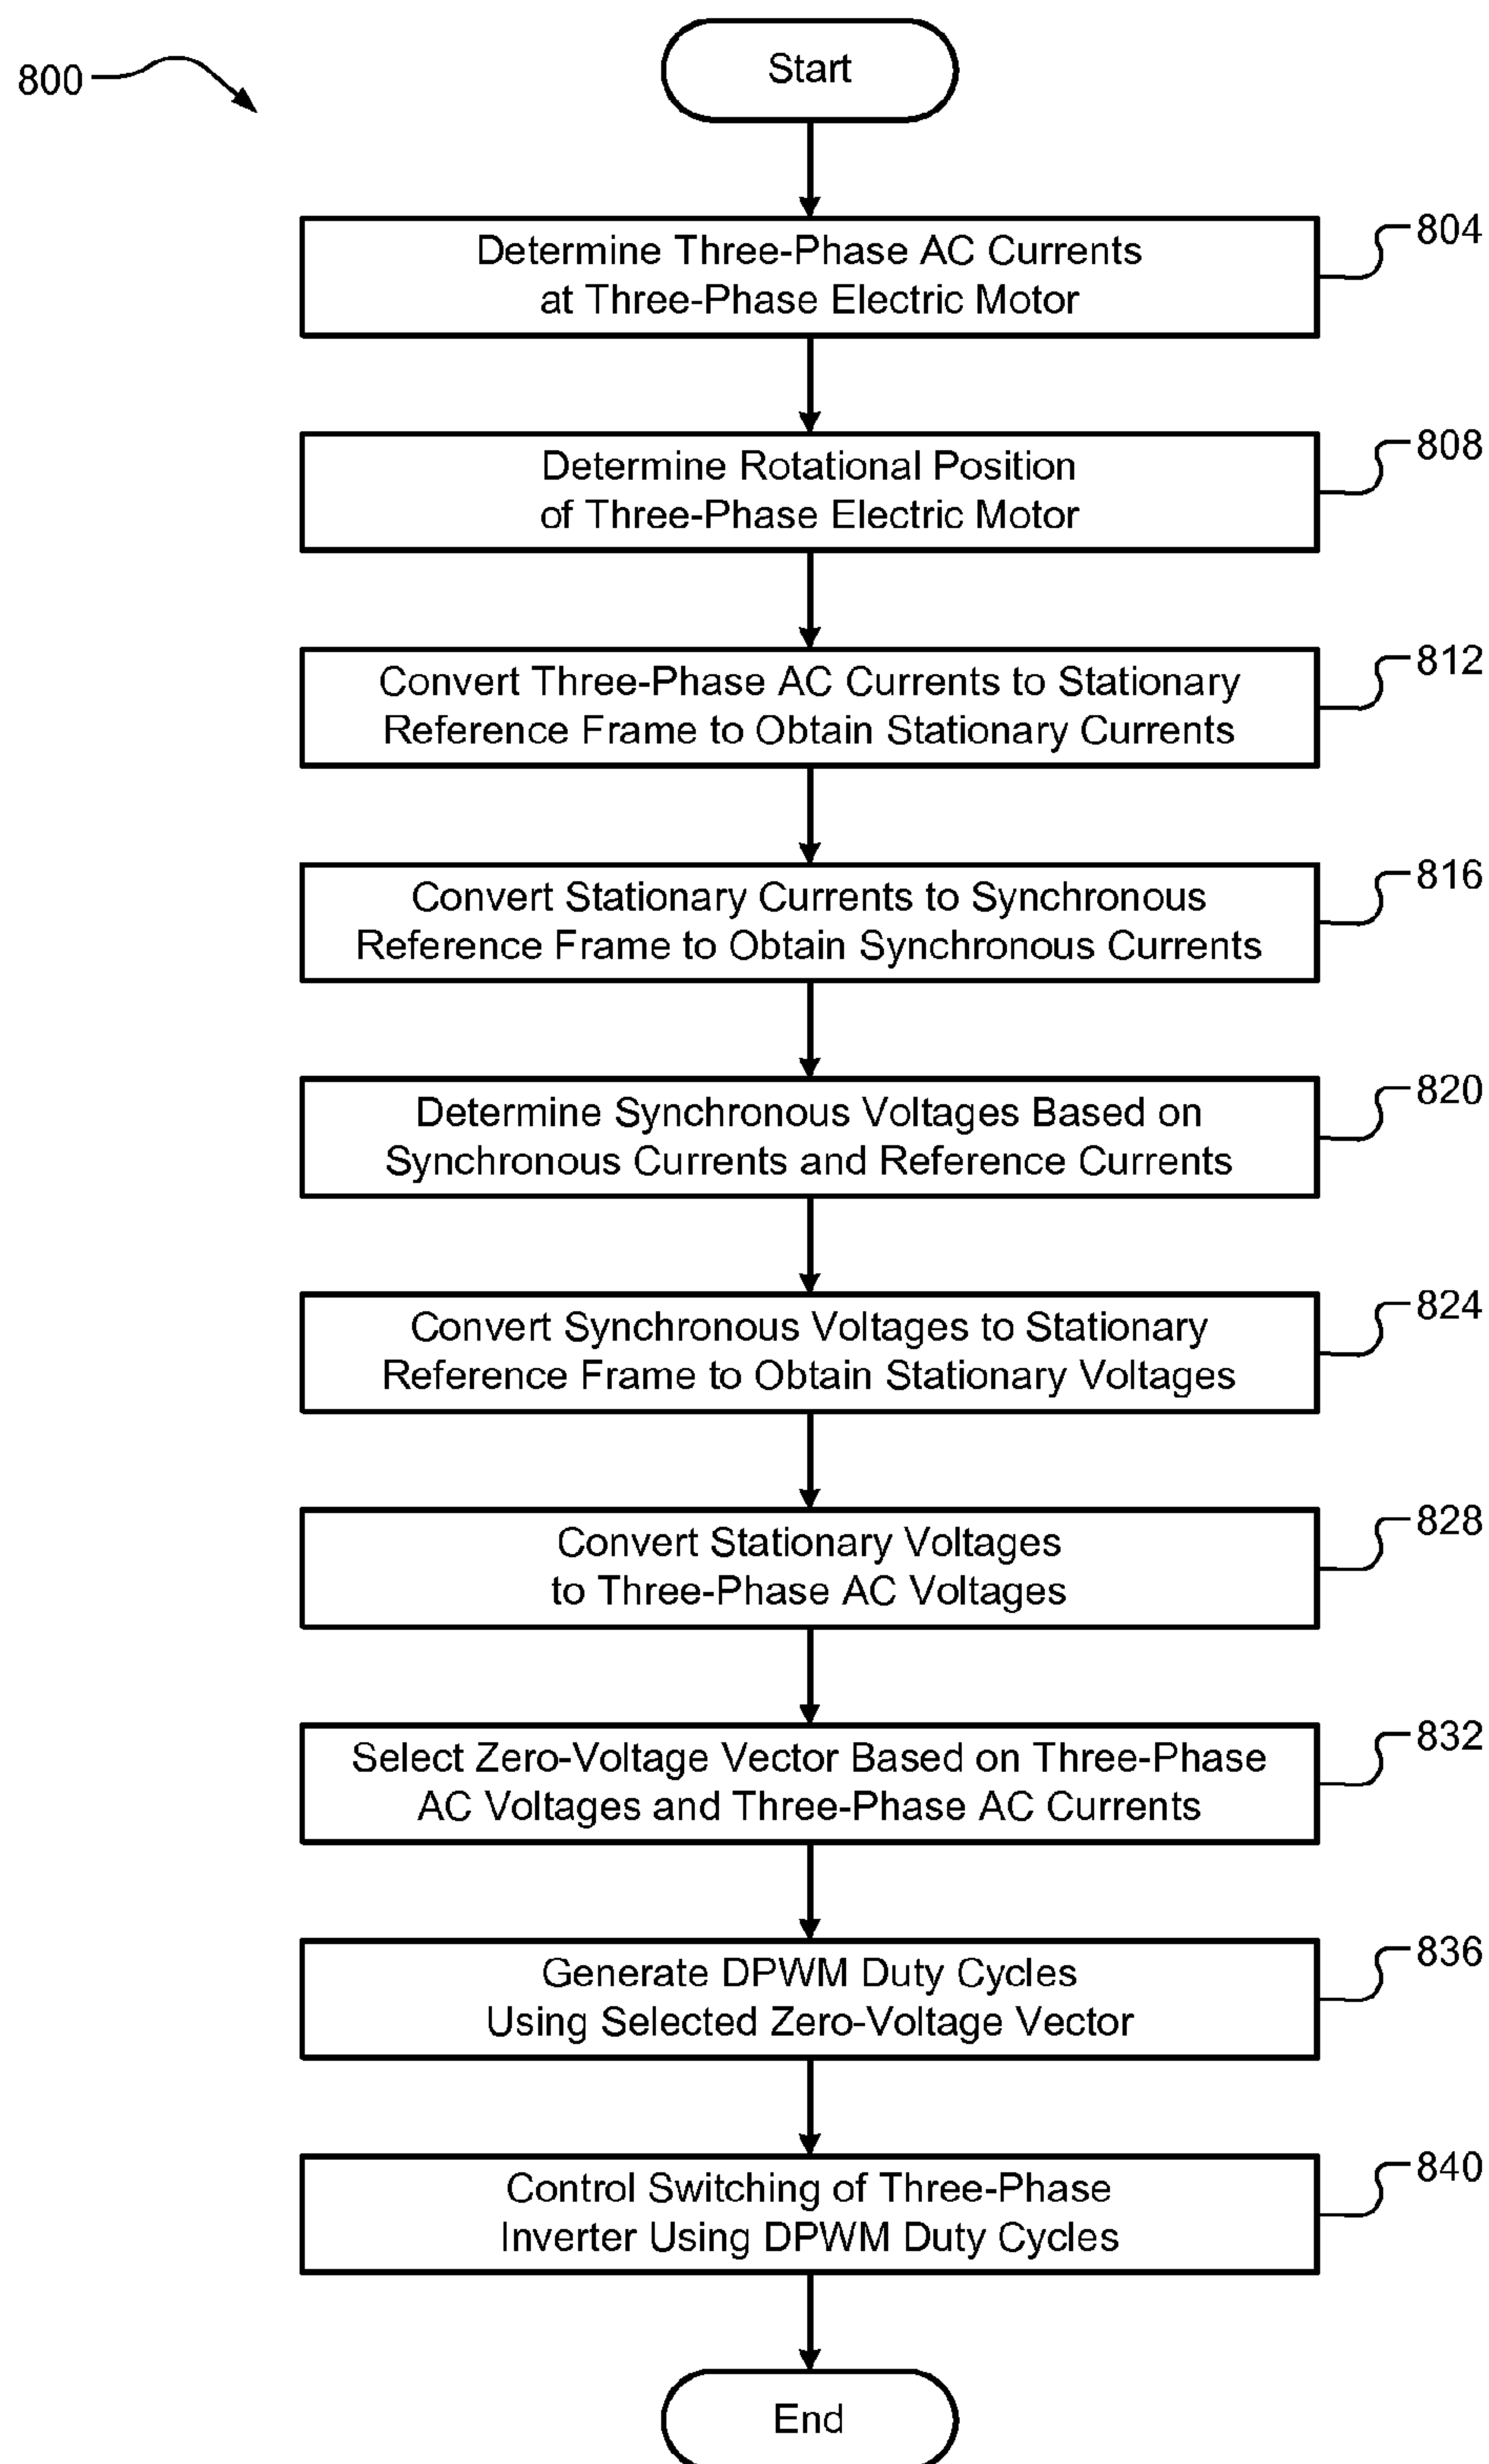 800
Start
Determine Three-Phase AC Currents
at Three-Phase Electric Motor
804
Determine Rotational Position
of Three-Phase Electric Motor
808
Convert Three-Phase AC Currents to Stationary
Reference Frame to Obtain Stationary Currents
812
Convert Stationary Currents to Synchronous
Reference Frame to Obtain Synchronous Currents
816
Determine Synchronous Voltages Based on
Synchronous Currents and Reference Currents
820
Convert Synchronous Voltages to Stationary
Reference Frame to Obtain Stationary Voltages
824
Convert Stationary Voltages
to Three-Phase AC Voltages
828
Select Zero-Voltage Vector Based on Three-Phase
AC Voltages and Three-Phase AC Currents
832
Generate DPWM Duty Cycles
Using Selected Zero-Voltage Vector
836
Control Switching of Three-Phase
Inverter Using DPWM Duty Cycles
840
End